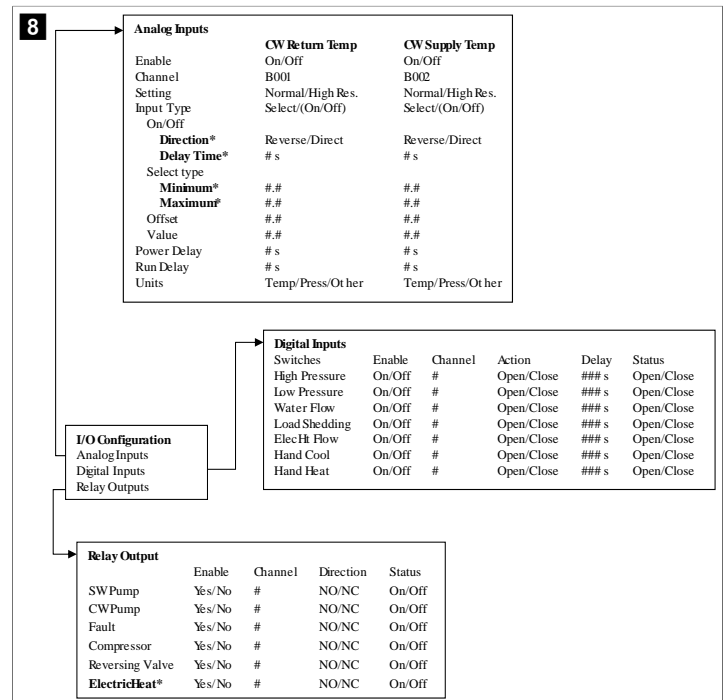 8
Analog Inputs
CW Return Temp CW Supply Temp
Enable On/Off On/Off
Channel B001 B002
Setting Normal/High Res. Normal/High Res.
Input Type Select/(On/Off) Select/(On/Off)
On/Off
Direction* Reverse/Direct Reverse/Direct
Delay Time* # s # s
Select type
Minimum* #.# #.#
Maximum* #.# #.#
Offset #.# #.#
Value #.# #.#
Power Delay # s # s
Run Delay # s # s
Units Temp/Press/Other Temp/Press/Other
Digital Inputs
Switches Enable Channel Action Delay Status
High Pressure On/Off # Open/Close ### s Open/Close
Low Pressure On/Off # Open/Close ### s Open/Close
Water Flow On/Off # Open/Close ### s Open/Close
Load Shedding On/Off # Open/Close ### s Open/Close
ElecHt Flow On/Off # Open/Close ### s Open/Close
Hand Cool On/Off # Open/Close ### s Open/Close
Hand Heat On/Off # Open/Close ### s Open/Close
I/O Configuration
Analog Inputs
Digital Inputs
Relay Outputs
Relay Output
Enable Channel Direction Status
SWPump Yes/No # NO/NC On/Off
CWPump Yes/No # NO/NC On/Off
Fault Yes/No # NO/NC On/Off
Compressor Yes/No # NO/NC On/Off
Reversing Valve Yes/No # NO/NC On/Off
ElectricHeat* Yes/No # NO/NC On/Off